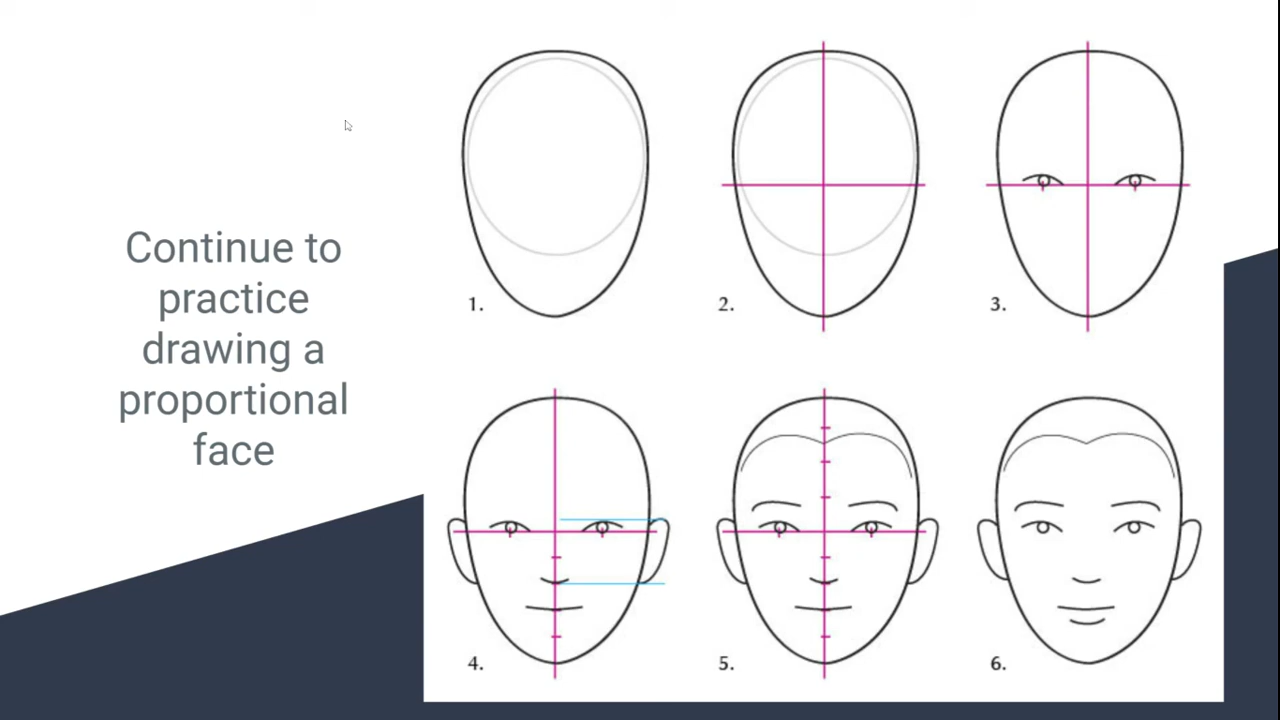 Continue to
practice
drawing a
proportional
face
1.
2.
3.
4.
5.
6.